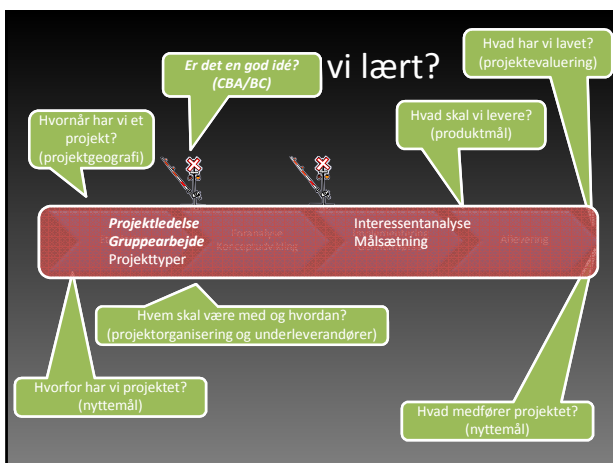 vi lært?
Er det en god idé?
(CBA/BC)
Hvad har vi lavet?
(projektevaluering)
Hvornår har vi et
projekt?
(projektgeografi)
Hvad skal vi levere?
(produktmål)
Projektledelse
Gruppearbejde
Projekttyper
Foranalyse
Konceptudvikling
Interessentanalyse
Målsætning
Aflevering
Hvem skal være med og hvordan?
(projektorganisering og underleverandører)
Hvorfor har vi projektet?
(nyttemål)
Hvad medfører projektet?
(nyttemål)